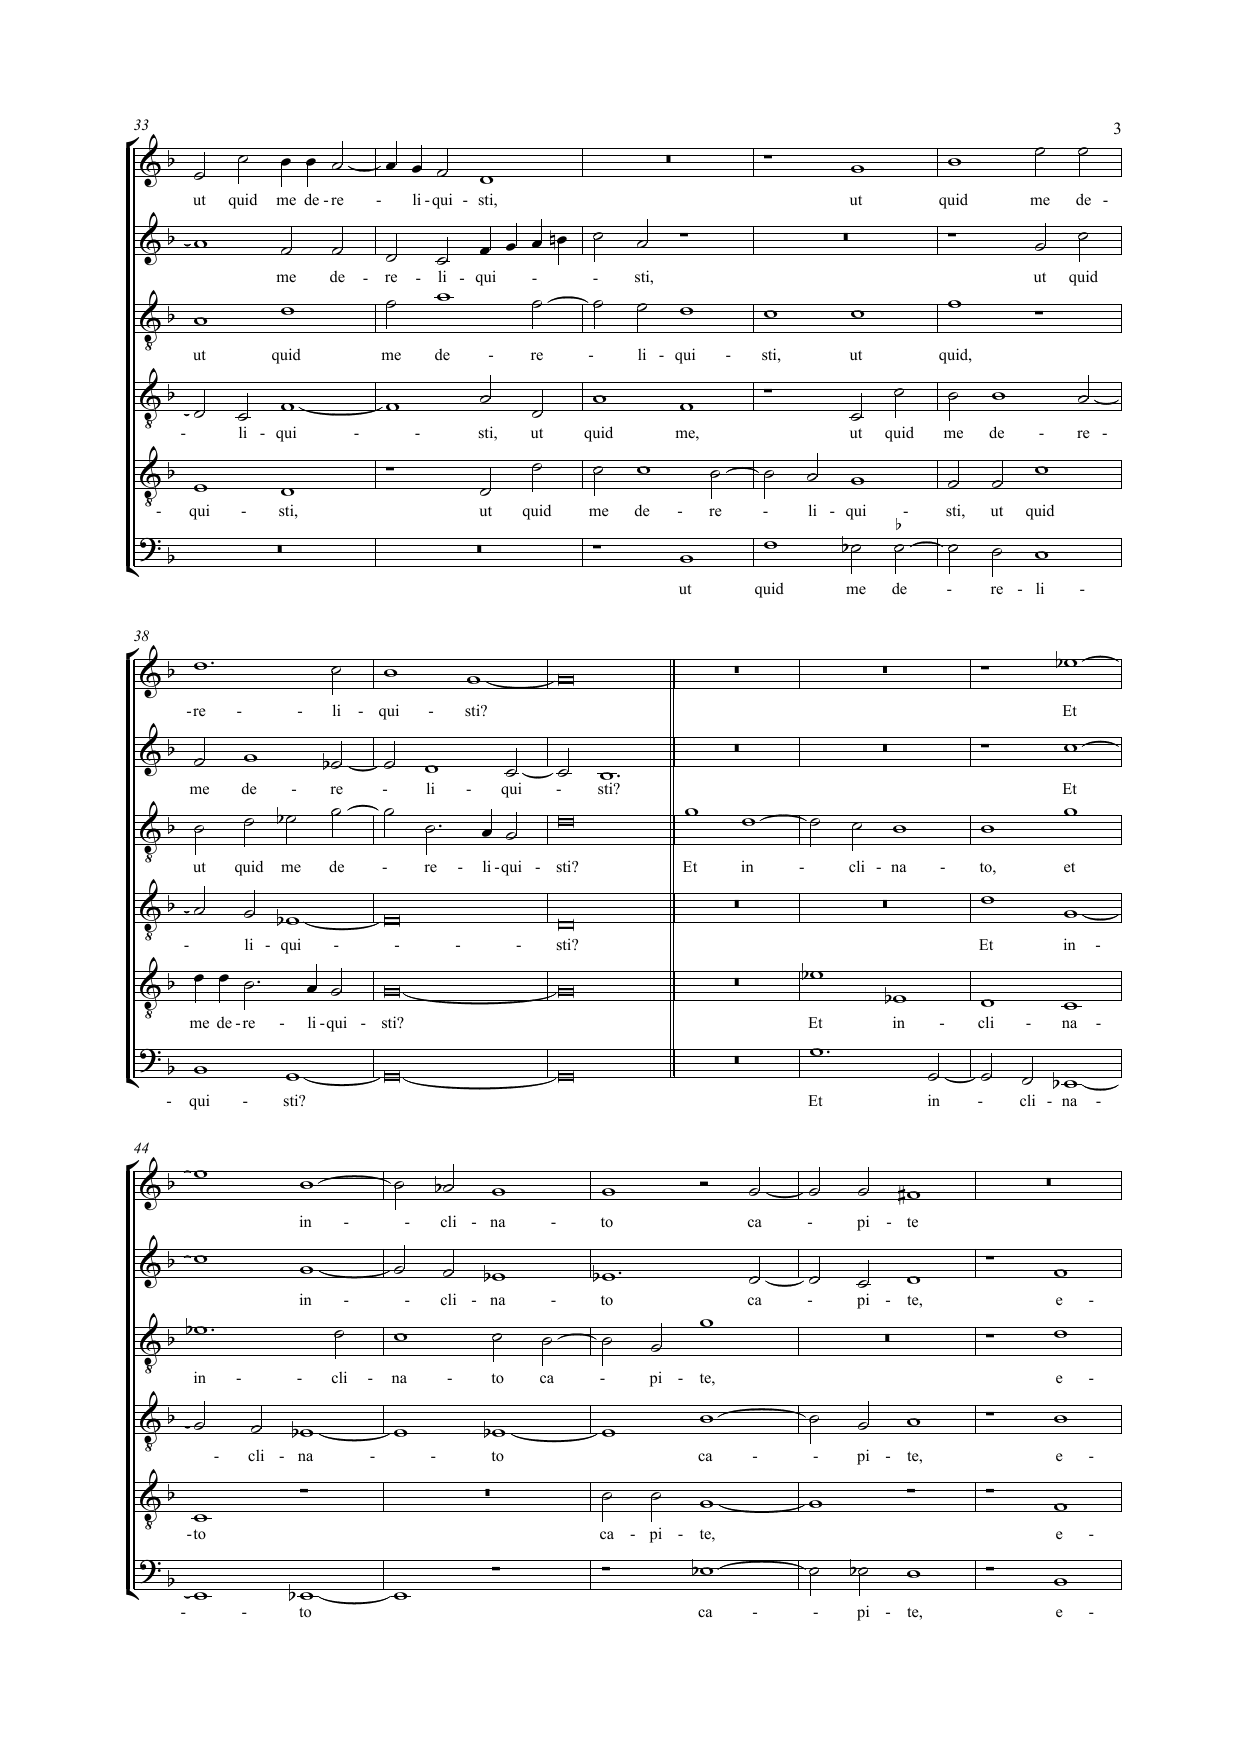 33
3
ut quid me de - re - li - qui - sti, ut quid me de -
me de - re - li - qui - - sti, ut quid
ut quid me de - re - li - qui - sti, ut quid,
- li - qui - - sti, ut quid me, ut quid me de - re -
- qui - sti, ut quid me de - re - li - qui - sti, ut quid
ut quid me de - re - li -
38
-re - - li - qui - sti? Et
me de - re - li - qui - sti? Et
ut quid me de - re - li - qui - sti? Et in - cli - na - to, et
- li - qui - - - sti? Et in -
me de - re - li - qui - sti? Et in - cli - na -
- qui - sti? Et in - cli - na -
44
in - - cli - na - to ca - pi - te
in - - cli - na - to ca - pi - te, e -
in - - cli - na - to ca - pi - te, e -
- cli - na - - to ca - - pi - te, e -
-to ca - pi - te, e -
- - to ca - - pi - te, e -